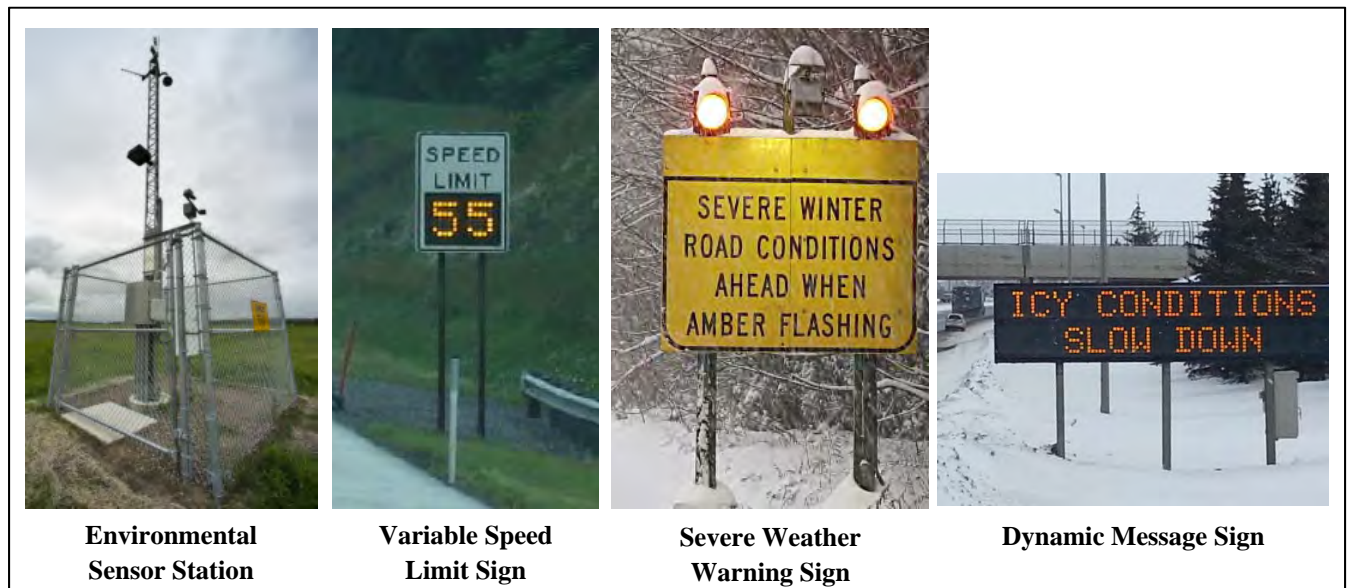 SPEED
LIMIT
55
SEVERE WINTER
ROAD CONDITIONS
AHEAD WHEN
AMBER FLASHING
ICY CONDITIONS
SLOW DOWN
Environmental
Sensor Station
Variable Speed
Limit Sign
Severe Weather
Warning Sign
Dynamic Message Sign